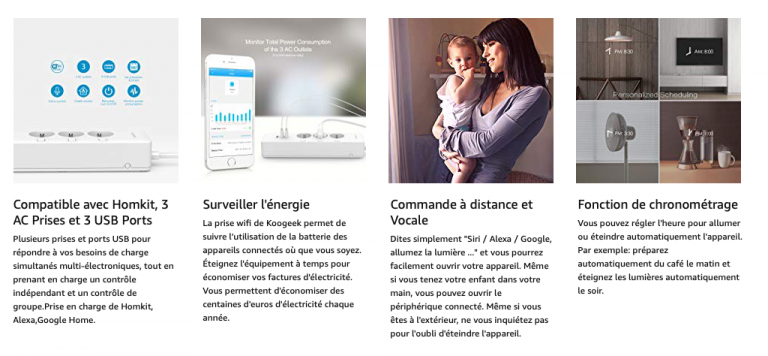 Monitor Total Power Consumption
of the 3 AC Outlets
Personalized Scheduling
PM 8:30
AM 8:00
Compatible avec Homkit, 3
AC Prises et 3 USB Ports
Plusieurs prises et ports USB pour
répondre à vos besoins de charge
simultanés multi-électroniques, tout en
prenant en charge un contrôle
indépendant et un contrôle de
groupe.Prise en charge de Homkit,
Alexa,Google Home.
Surveiller l'énergie
La prise wifi de Koogeek permet de
suivre l'utilisation de la batterie des
appareils connectés où que vous soyez.
Éteignez l'équipement à temps pour
économiser vos factures d'électricité.
Vous permettent d'économiser des
centaines d'euros d'électricité chaque
année.
Commande à distance et
Vocale
Dites simplement "Siri / Alexa / Google,
allumez la lumière ..." et vous pourrez
facilement ouvrir votre appareil. Même
si vous tenez votre enfant dans votre
main, vous pouvez ouvrir le
périphérique connecté. Même si vous
êtes à l'extérieur, ne vous inquiétez pas
pour l'oubli d'éteindre l'appareil.
Fonction de chronométrage
Vous pouvez régler l'heure pour allumer
ou éteindre automatiquement l'appareil.
Par exemple: préparez
automatiquement du café le matin et
éteignez les lumières automatiquement
le soir.